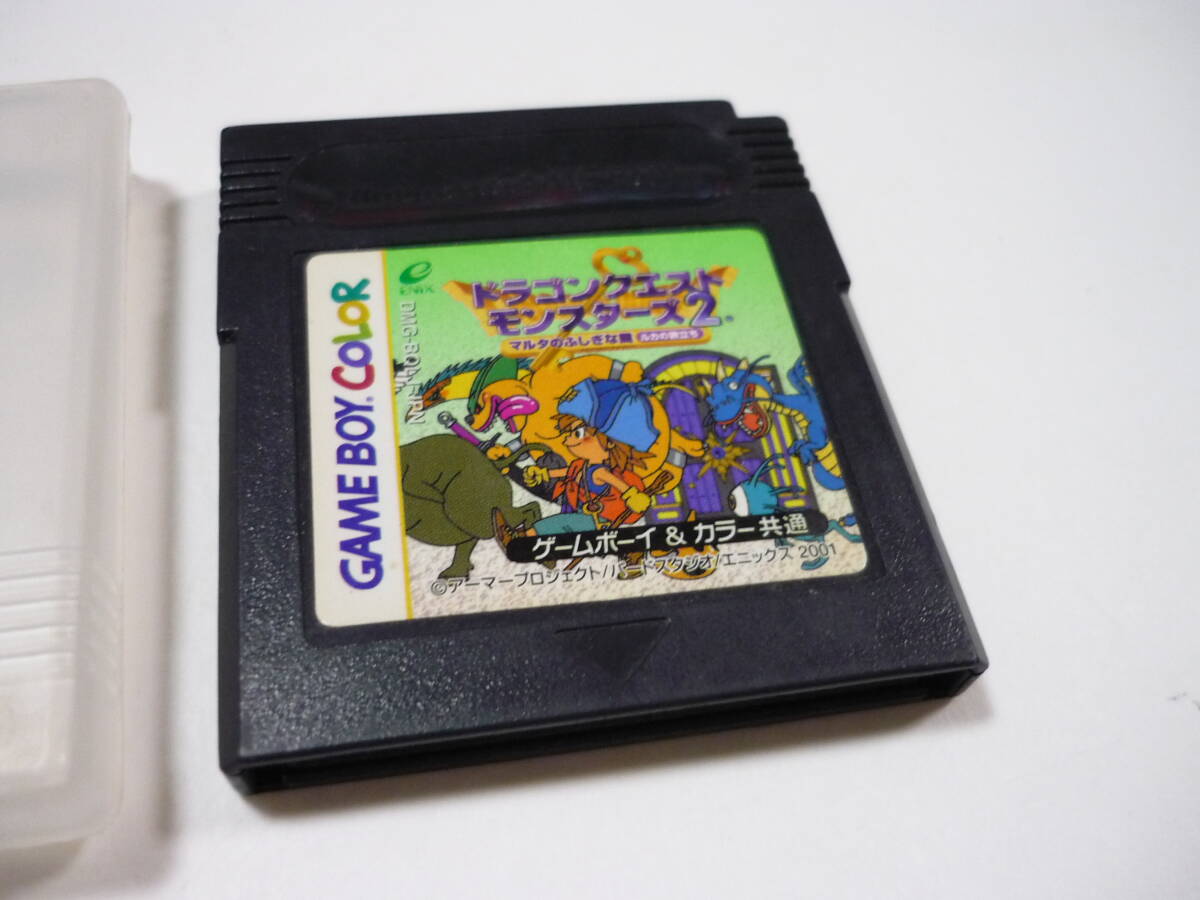 GAME BOY COLOR
ENIX
ドラゴンクエスト
モンスターズ2
マルタのふしぎな鍵 ルカの旅立ち
ゲームボーイ & カラー共通
©アーマープロジェクト/バードスタジオ/エニックス 2001